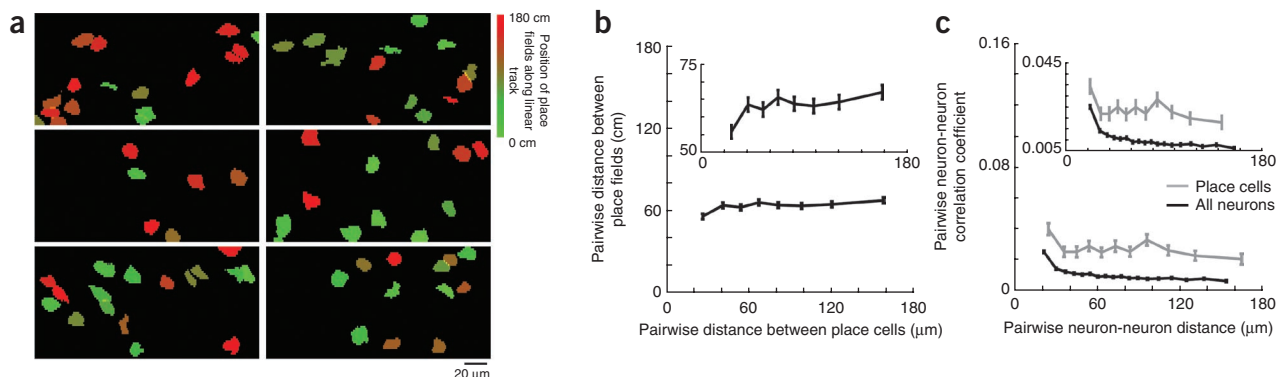 a
180 cm
Position of place
fields along linear
track
0 cm
20 μm
b
Pairwise distance between
place fields (cm)
180
150
120
90
60
30
0
75
50
0
180
0
60
120
180
Pairwise distance between place cells (μm)
c
Pairwise neuron-neuron
correlation coefficient
0.16
0.08
0
0.045
0.005
0
180
Place cells
All neurons
0
60
120
180
Pairwise neuron-neuron distance (μm)